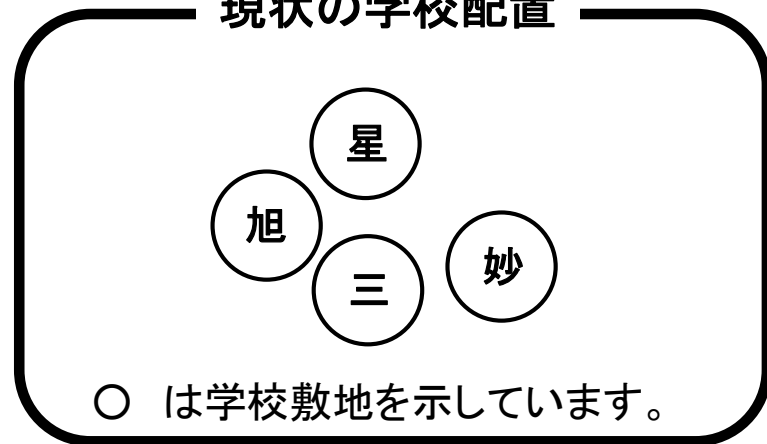 現状の学校配置
星
旭
三
妙
○ は学校敷地を示しています。